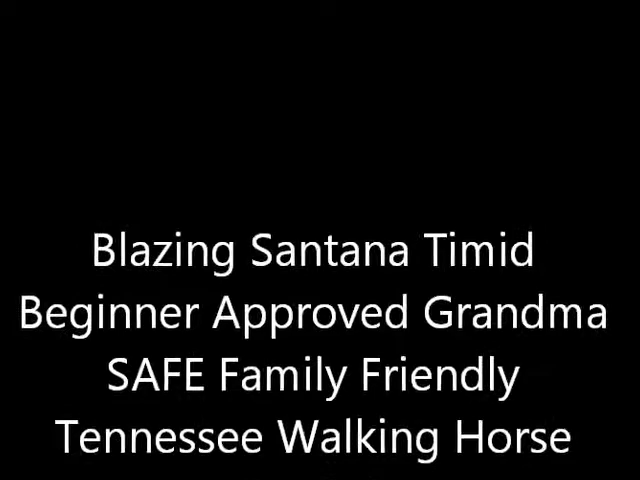 Blazing Santana Timid
Beginner Approved Grandma
SAFE Family Friendly
Tennessee Walking Horse